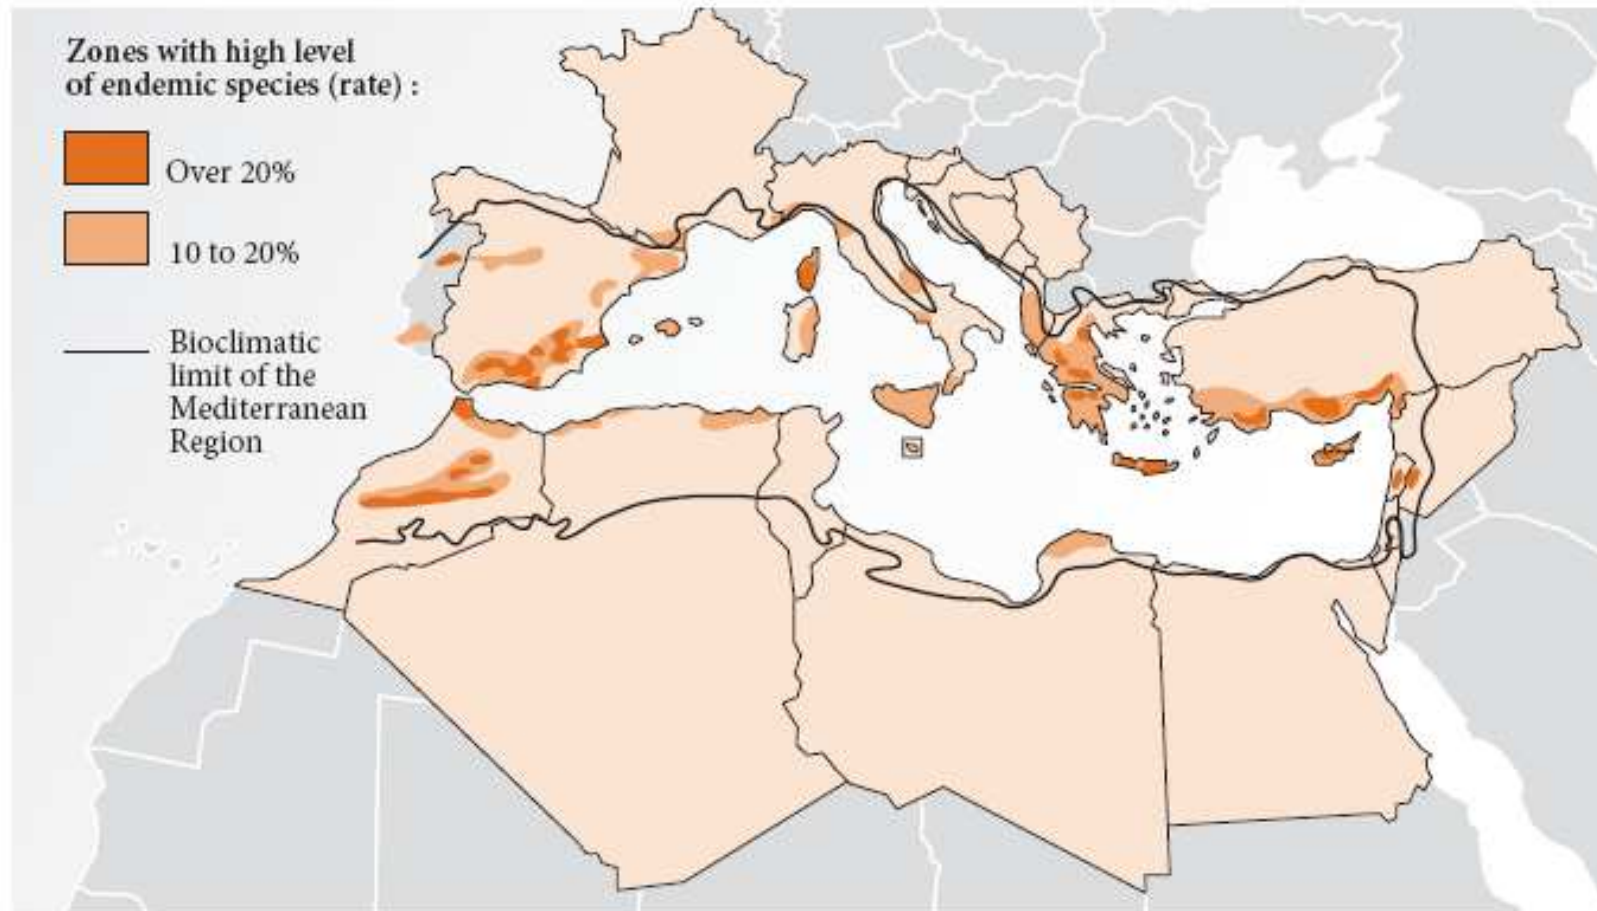 Zones with high level
of endemic species (rate) :
Over 20%
10 to 20%
Bioclimatic
limit of the
Mediterranean
Region